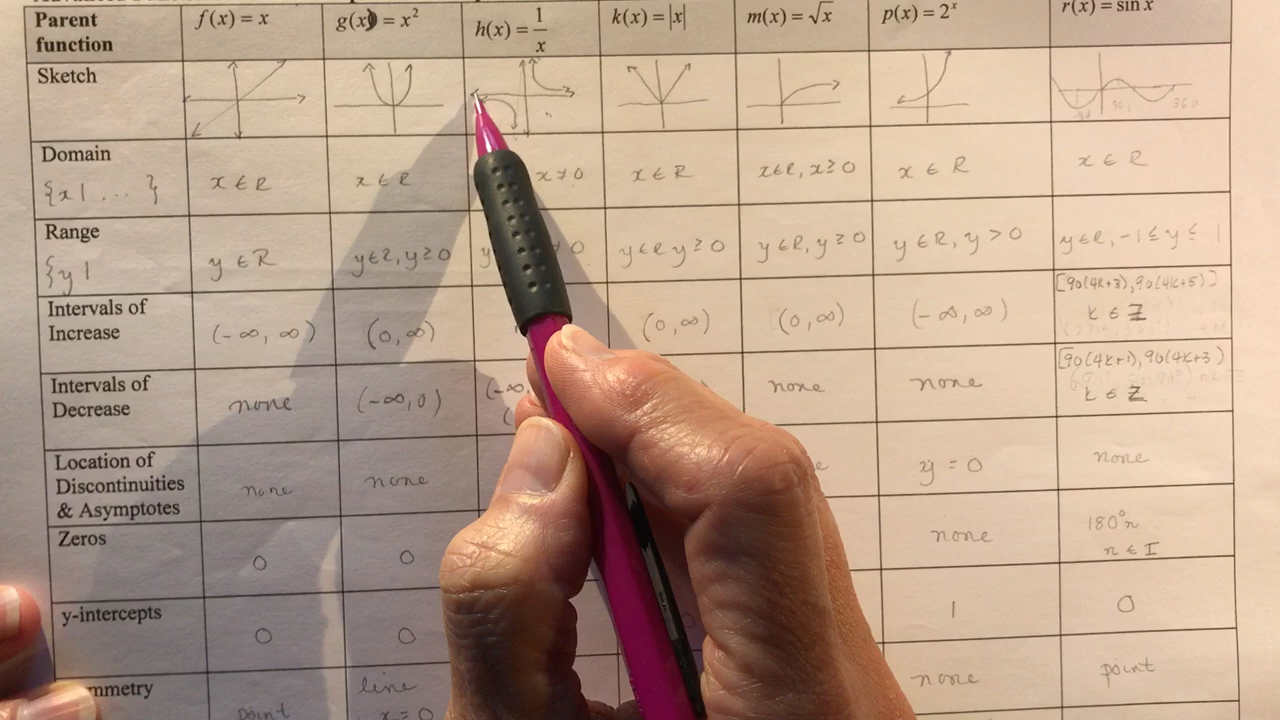 Parent function f(x) = x g(x) = x² h(x) = 1/x k(x) = |x| m(x) = √x p(x) = 2ˣ r(x) = sin x
Sketch 360
Domain
{x | ... } x ∈ R x ∈ R x ≠ 0 x ∈ R x ∈ R, x ≥ 0 x ∈ R x ∈ R
Range
{y | y ∈ R y ∈ R, y ≥ 0 y 0 y ∈ R y ≥ 0 y ∈ R, y ≥ 0 y ∈ R, y > 0 y ∈ R, -1 ≤ y ≤ 1
Intervals of
Increase (-∞, ∞) (0, ∞) (0, ∞) (0, ∞) (-∞, ∞) [90(4k+3), 90(4k+5)]
k ∈ Z
Intervals of
Decrease none (-∞, 0) (-∞ none none [90(4k+1), 90(4k+3)
k ∈ Z
Location of
Discontinuities
& Asymptotes none none y = 0 none
Zeros 0 0 none 180°n
n ∈ I
y-intercepts 0 0 1 0
mmetry point line none point
x = 0